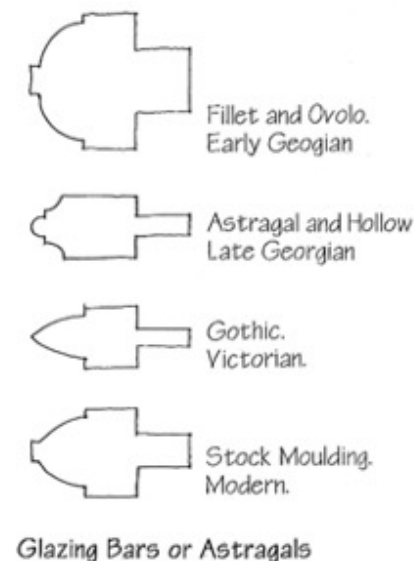 Fillet and Ovolo.
Early Geogian
Astragal and Hollow
Late Georgian
Gothic.
Victorian.
Stock Moulding.
Modern.
Glazing Bars or Astragals